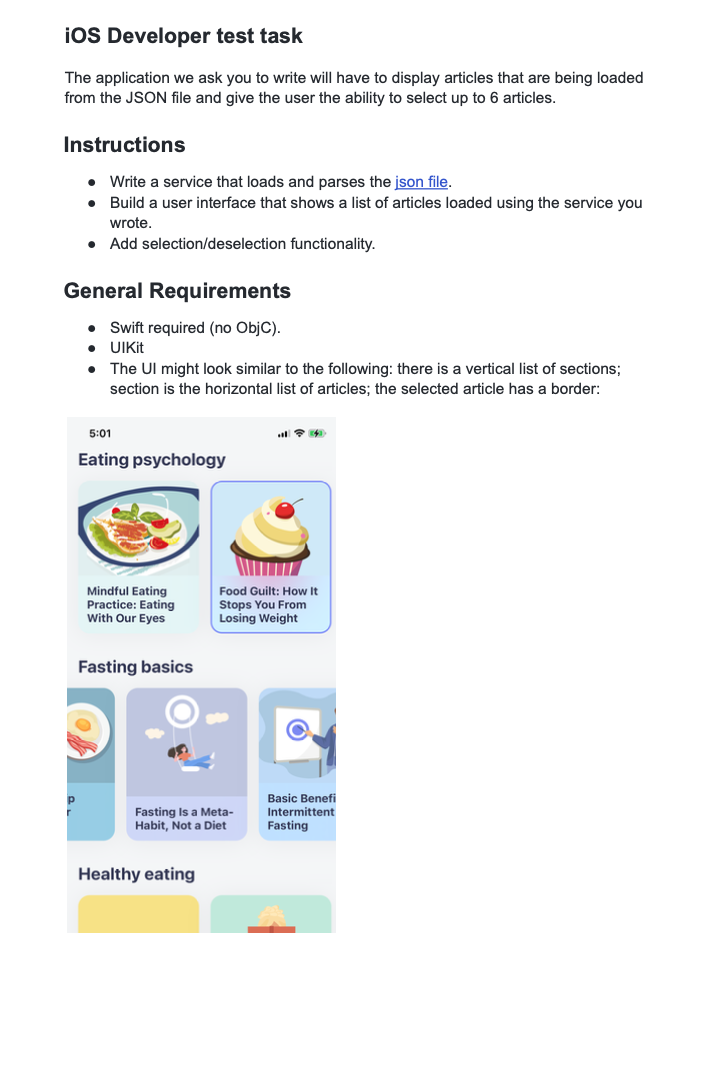 iOS Developer test task
The application we ask you to write will have to display articles that are being loaded
from the JSON file and give the user the ability to select up to 6 articles.
Instructions
● Write a service that loads and parses the json file.
● Build a user interface that shows a list of articles loaded using the service you
wrote.
● Add selection/deselection functionality.
General Requirements
● Swift required (no ObjC).
● UIKit
● The UI might look similar to the following: there is a vertical list of sections;
section is the horizontal list of articles; the selected article has a border:
5:01
Eating psychology
Mindful Eating
Practice: Eating
With Our Eyes
Food Guilt: How It
Stops You From
Losing Weight
Fasting basics
p
r
Fasting Is a Meta-
Habit, Not a Diet
Basic Benefi
Intermittent
Fasting
Healthy eating